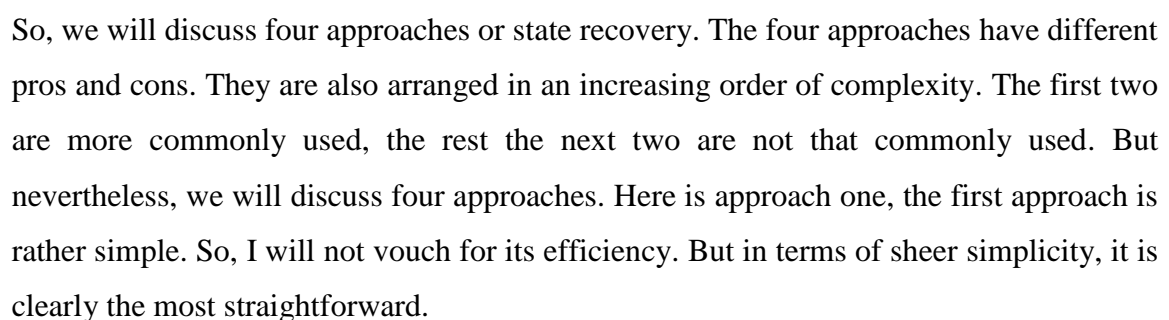 So, we will discuss four approaches or state recovery. The four approaches have different
pros and cons. They are also arranged in an increasing order of complexity. The first two
are more commonly used, the rest the next two are not that commonly used. But
nevertheless, we will discuss four approaches. Here is approach one, the first approach is
rather simple. So, I will not vouch for its efficiency. But in terms of sheer simplicity, it is
clearly the most straightforward.